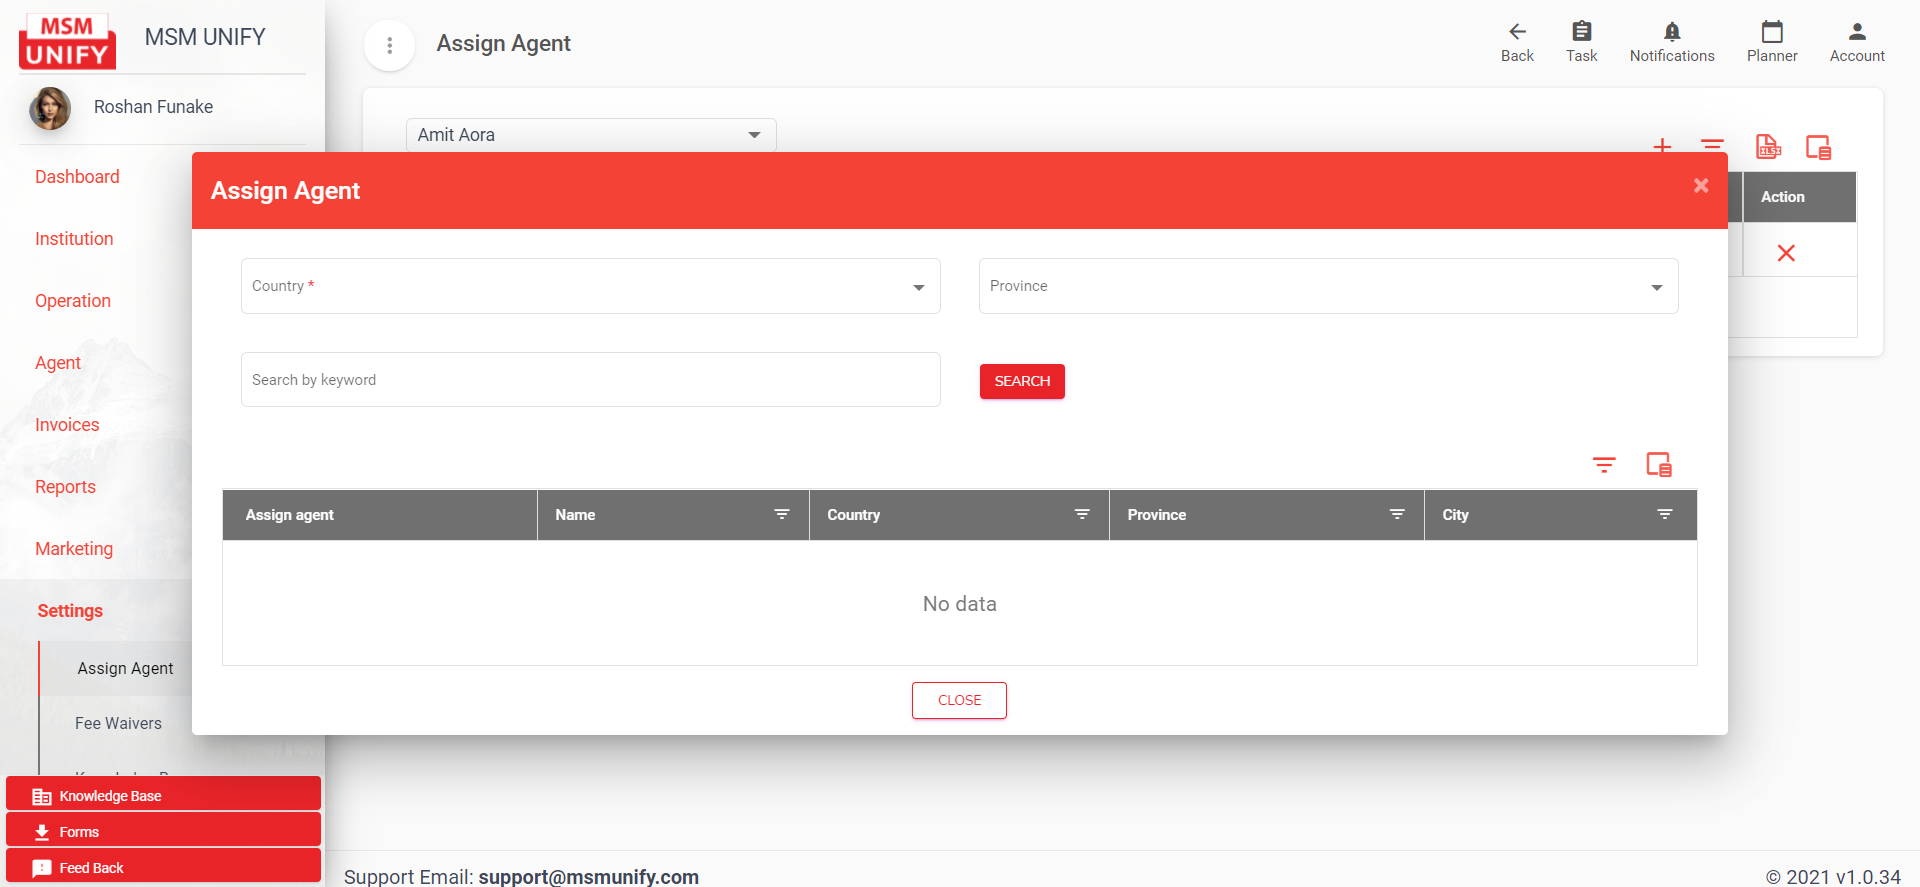 MSM
UNIFY
MSM UNIFY
Roshan Funake
Dashboard
Institution
Operation
Agent
Invoices
Reports
Marketing
Settings
Assign Agent
Fee Waivers
Knowledge Base
Forms
Feed Back
Assign Agent
Back
Task
Notifications
Planner
Account
Amit Aora
XLSX
Action
Assign Agent
×
Country *
Province
Search by keyword
SEARCH
Assign agent
Name
Country
Province
City
No data
CLOSE
Support Email: support@msmunify.com
© 2021 v1.0.34